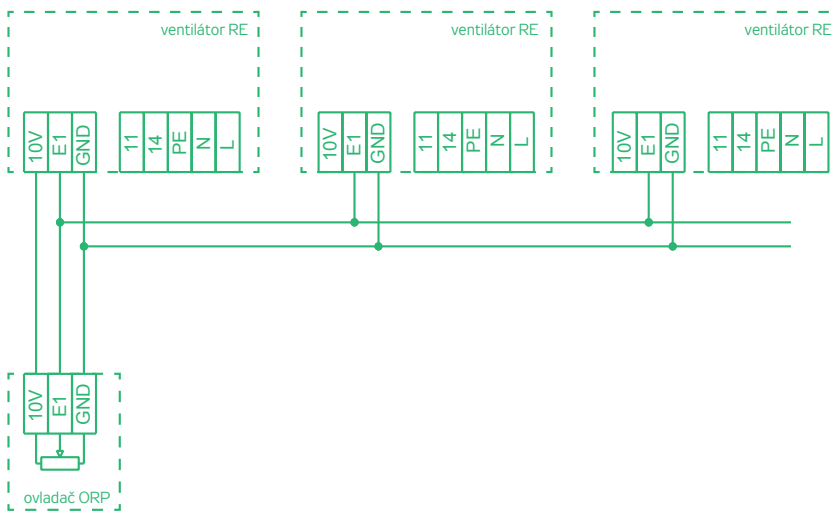 ventilátor RE
ventilátor RE
ventilátor RE
10V E1 GND 11 14 PE N L
10V E1 GND 11 14 PE N L
10V E1 GND 11 14 PE N L
10V E1 GND
ovladač ORP